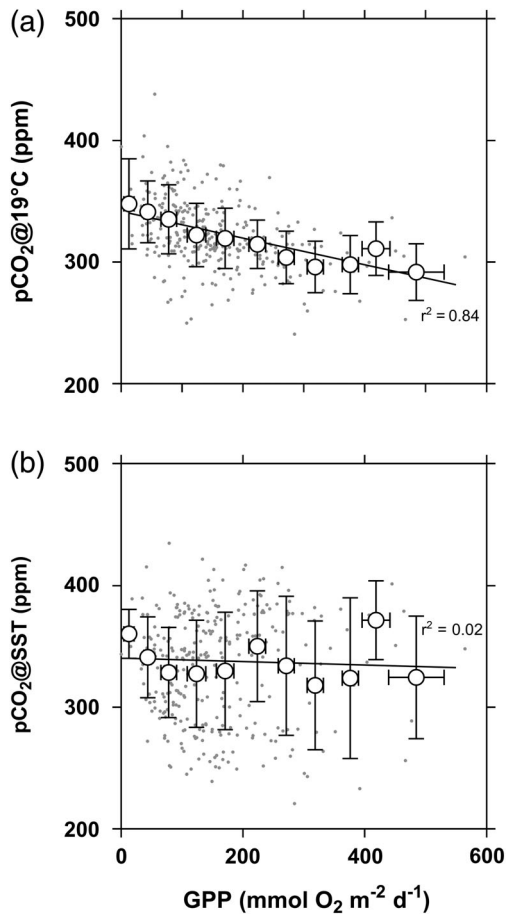 (a)
500
400
300
200
pCO₂@19°C (ppm)
r² = 0.84
(b)
500
400
300
200
pCO₂@SST (ppm)
r² = 0.02
0 200 400 600
GPP (mmol O₂ m⁻² d⁻¹)